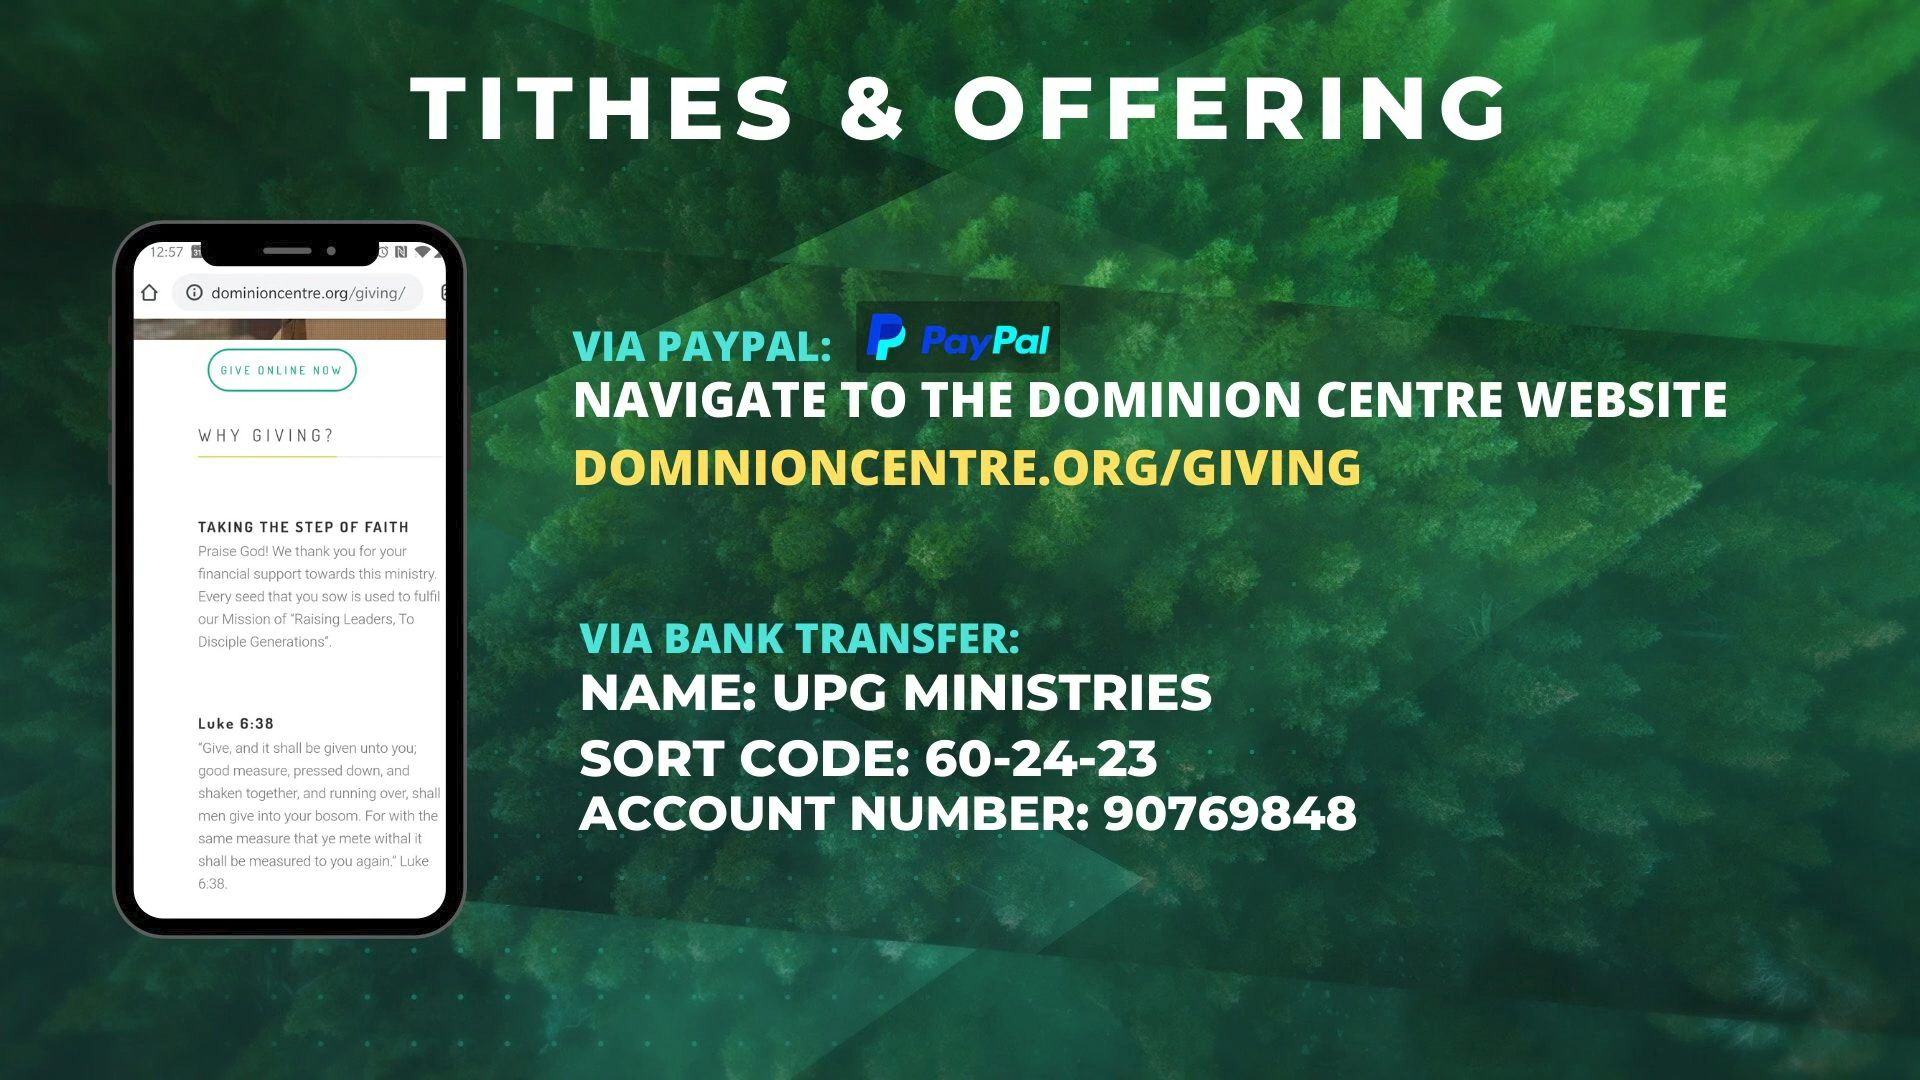 TITHES & OFFERING
12:57
dominioncentre.org/giving/
GIVE ONLINE NOW
WHY GIVING?
TAKING THE STEP OF FAITH
Praise God! We thank you for your
financial support towards this ministry.
Every seed that you sow is used to fulfil
our Mission of “Raising Leaders, To
Disciple Generations”.
Luke 6:38
“Give, and it shall be given unto you;
good measure, pressed down, and
shaken together, and running over, shall
men give into your bosom. For with the
same measure that ye mete withal it
shall be measured to you again.” Luke
6:38.
VIA PAYPAL: PayPal
NAVIGATE TO THE DOMINION CENTRE WEBSITE
DOMINIONCENTRE.ORG/GIVING
VIA BANK TRANSFER:
NAME: UPG MINISTRIES
SORT CODE: 60-24-23
ACCOUNT NUMBER: 90769848